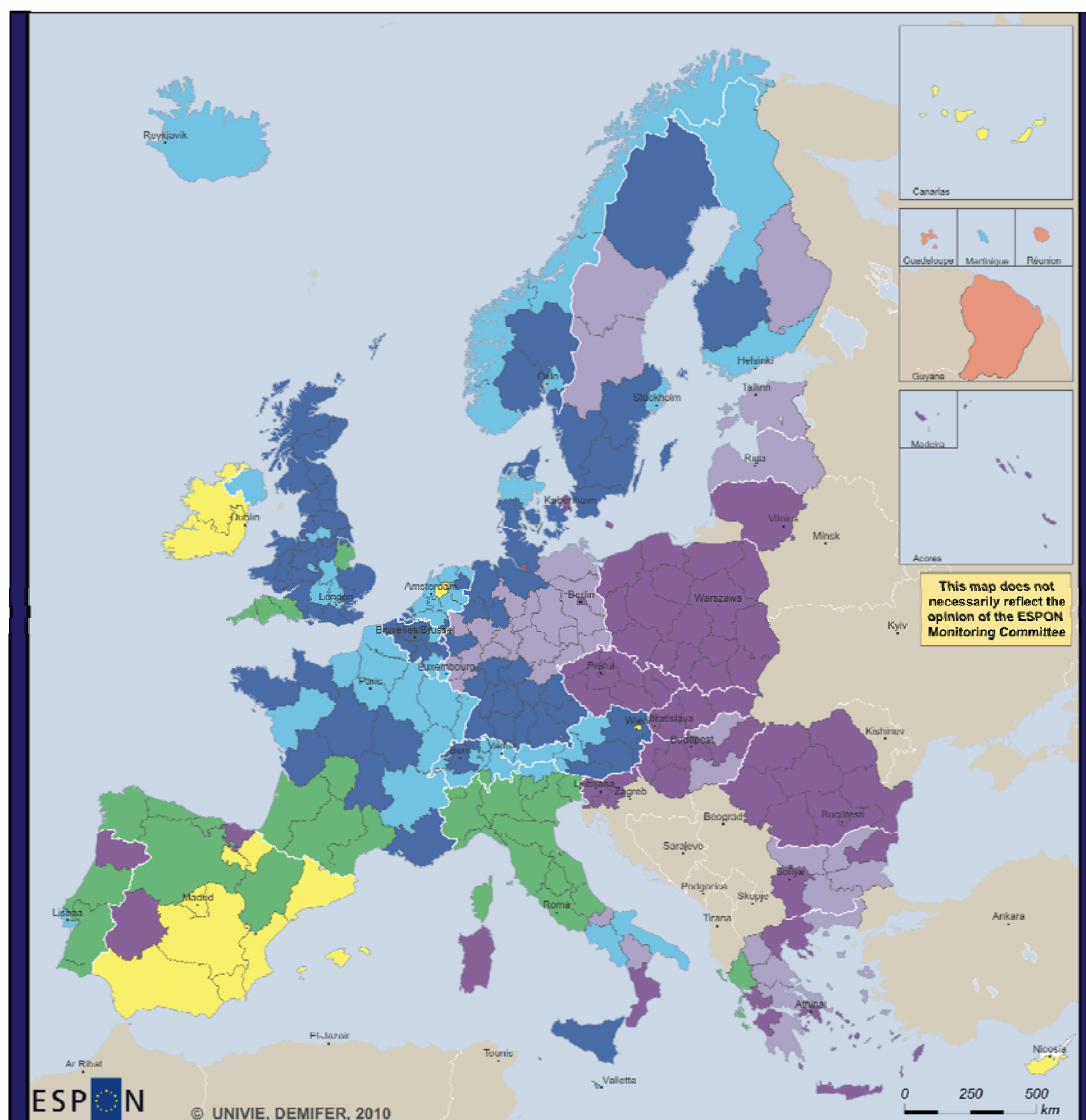 Canarias
Reykjavik
Guadeloupe
Martinique
Réunion
Helsinki
Oslo
Guyane
Tallinn
Stockholm
Madeira
Riga
København
Dublin
Vilnius
Minsk
Acores
This map does not
necessarily reflect the
opinion of the ESPON
Monitoring Committee
Amsterdam
London
Berlin
Warszawa
Kyiv
Bruxelles/Brussel
Luxembourg
Praha
Paris
Wien
Bratislava
Kishinev
Budapest
Bern
Vaduz
Ljubljana
Zagreb
Beograd
Bucuresti
Sarajevo
Sofiya
Podgorica
Skopje
Madrid
Roma
Lisboa
Tirana
Ankara
Athinai
El-Jazair
Tounis
Nicosia
Ar Ribat
Valletta
ESPON
© UNIVIE, DEMIFER, 2010
0 250 500
km